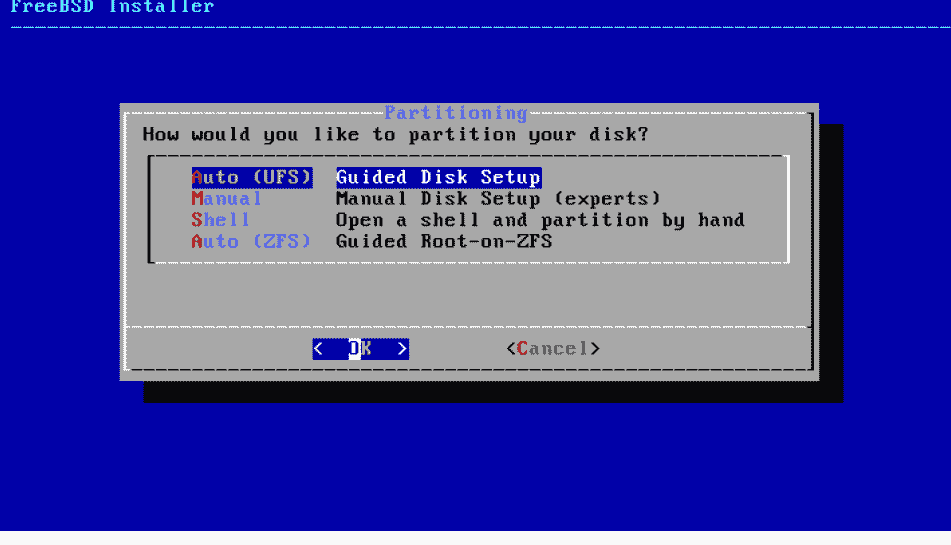 FreeBSD Installer
Partitioning
How would you like to partition your disk?
Auto (UFS) Guided Disk Setup
Manual Manual Disk Setup (experts)
Shell Open a shell and partition by hand
Auto (ZFS) Guided Root-on-ZFS
< OK > <Cancel>